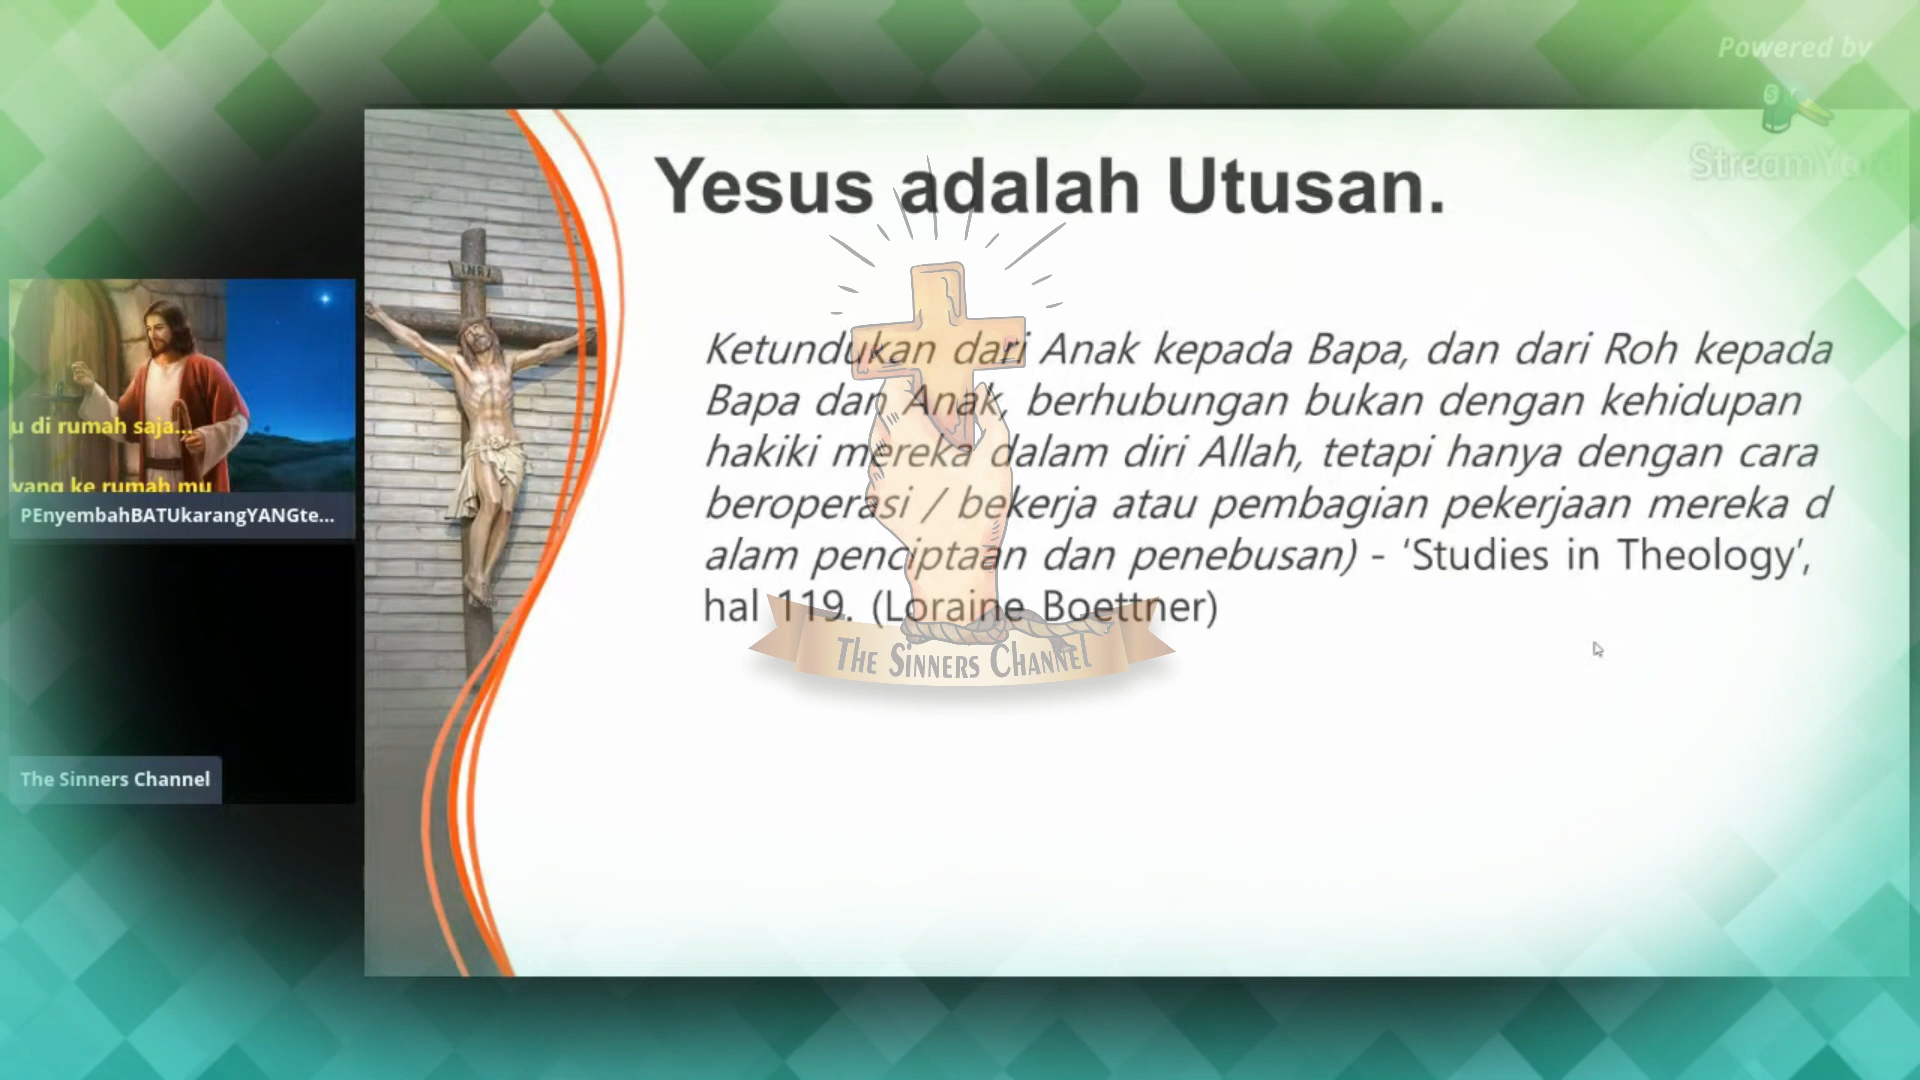 Powered by
StreamYard
Yesus adalah Utusan.
Ketundukan dari Anak kepada Bapa, dan dari Roh kepada
Bapa dan Anak, berhubungan bukan dengan kehidupan
hakiki mereka dalam diri Allah, tetapi hanya dengan cara
beroperasi / bekerja atau pembagian pekerjaan mereka d
alam penciptaan dan penebusan) - ‘Studies in Theology’,
hal 119. (Loraine Boettner)
INRI
The Sinners Channel
u di rumah saja...
yang ke rumah mu
PEnyembahBATUkarangYANGte...
The Sinners Channel